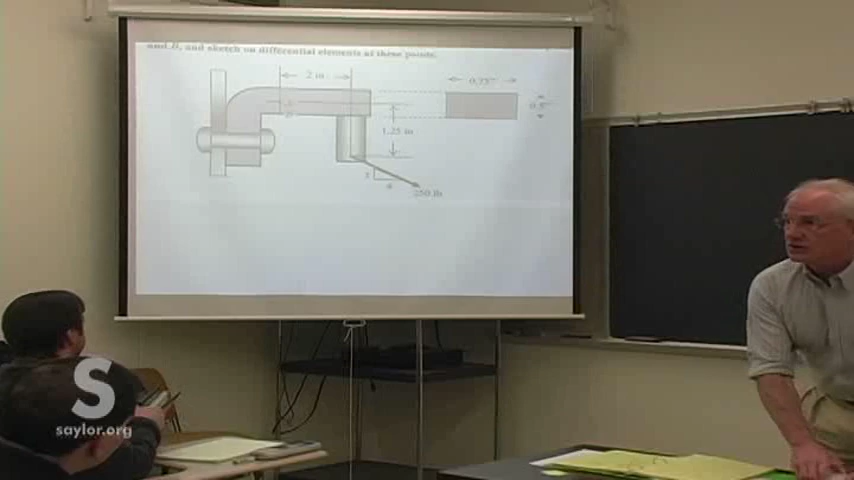 and B, and sketch on differential elements at these points.
2 in
0.75"
0.5"
1.25 in
250 lb
S
saylor.org